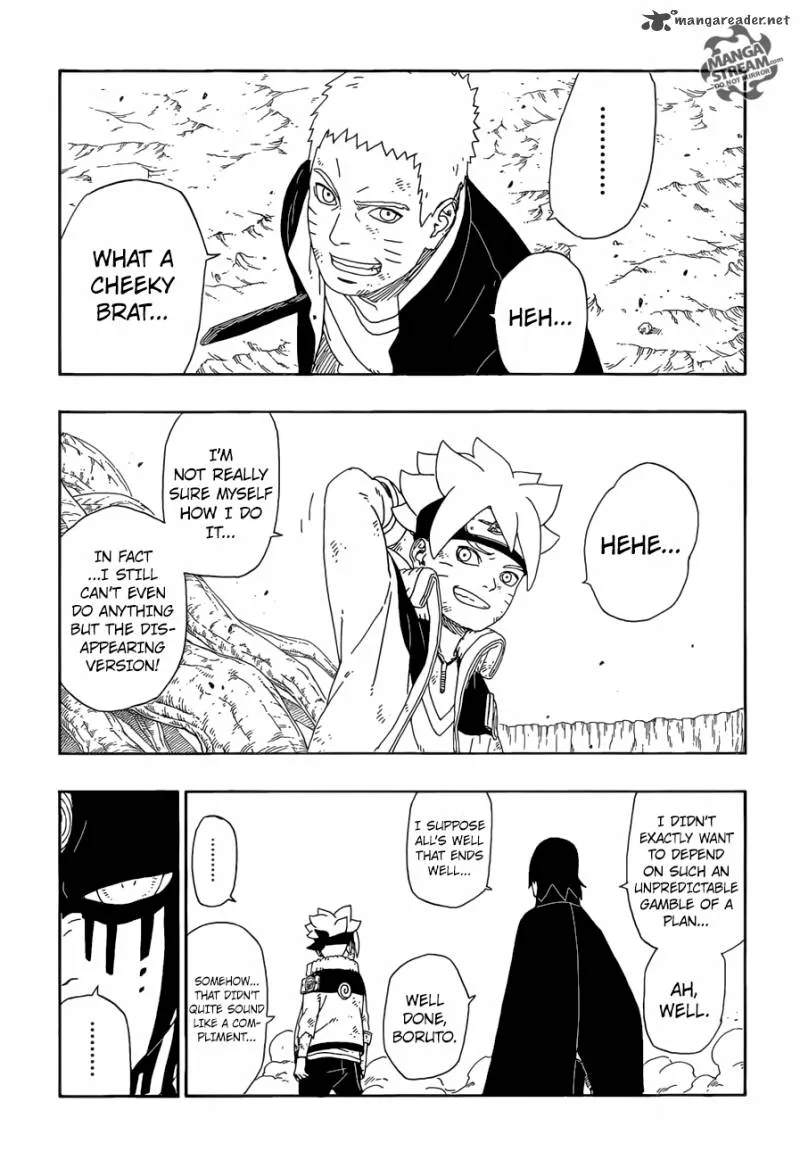 mangareader.net
MANGA
STREAM.com
DO NOT MIRROR
..........
HEH...
WHAT A
CHEEKY
BRAT...
HEHE...
I'M
NOT REALLY
SURE MYSELF
HOW I DO
IT...
IN FACT
...I STILL
CAN'T EVEN
DO ANYTHING
BUT THE DIS-
APPEARING
VERSION!
I DIDN'T
EXACTLY WANT
TO DEPEND
ON SUCH AN
UNPREDICTABLE
GAMBLE OF A
PLAN...
AH,
WELL.
I SUPPOSE
ALL'S WELL
THAT ENDS
WELL...
WELL
DONE,
BORUTO.
........
SOMEHOW...
THAT DIDN'T
QUITE SOUND
LIKE A COM-
PLIMENT...
........